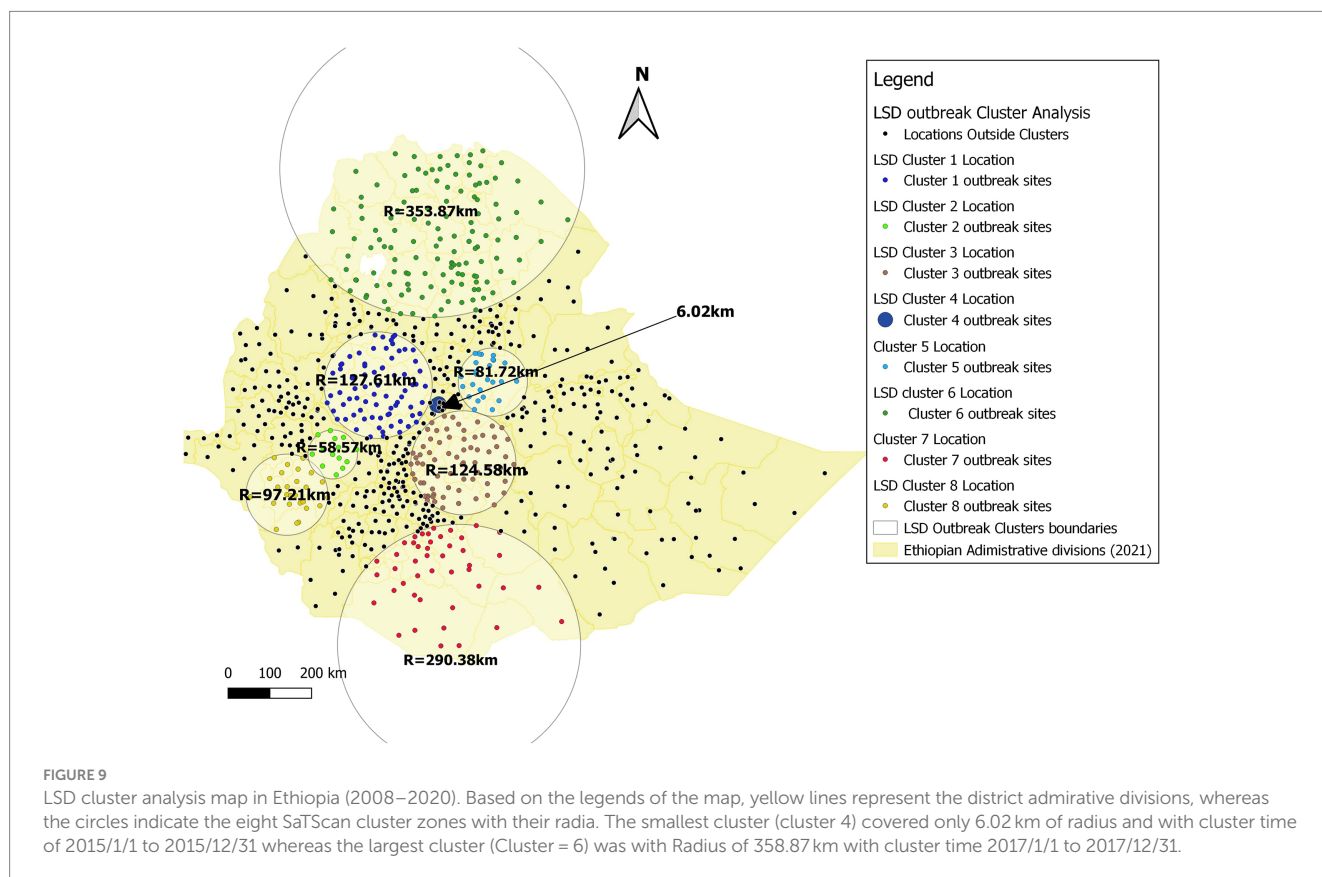 N
R=353.87km
6.02km
R=127.61km
R=81.72km
R=58.57km
R=124.58km
R=97.21km
R=290.38km
0 100 200 km
Legend
LSD outbreak Cluster Analysis
Locations Outside Clusters
LSD Cluster 1 Location
Cluster 1 outbreak sites
LSD Cluster 2 Location
Cluster 2 outbreak sites
LSD Cluster 3 Location
Cluster 3 outbreak sites
LSD Cluster 4 Location
Cluster 4 outbreak sites
Cluster 5 Location
Cluster 5 outbreak sites
LSD cluster 6 Location
Cluster 6 outbreak sites
Cluster 7 Location
Cluster 7 outbreak sites
LSD Cluster 8 Location
Cluster 8 outbreak sites
LSD Outbreak Clusters boundaries
Ethiopian Adimistrative divisions (2021)
FIGURE 9
LSD cluster analysis map in Ethiopia (2008–2020). Based on the legends of the map, yellow lines represent the district admirative divisions, whereas
the circles indicate the eight SaTScan cluster zones with their radia. The smallest cluster (cluster 4) covered only 6.02 km of radius and with cluster time
of 2015/1/1 to 2015/12/31 whereas the largest cluster (Cluster = 6) was with Radius of 358.87 km with cluster time 2017/1/1 to 2017/12/31.